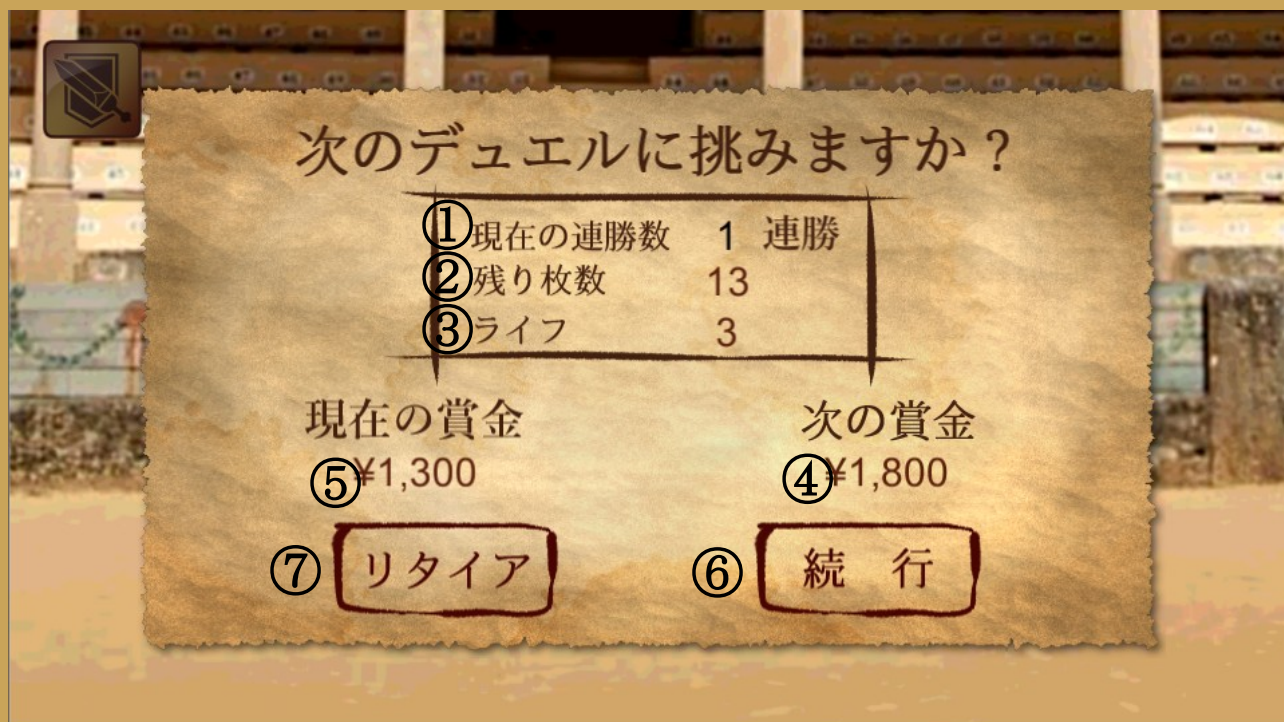 次のデュエルに挑みますか？
①現在の連勝数 1 連勝
②残り枚数 13
③ライフ 3
現在の賞金 次の賞金
⑤¥1,300 ④¥1,800
⑦ リタイア ⑥ 続 行